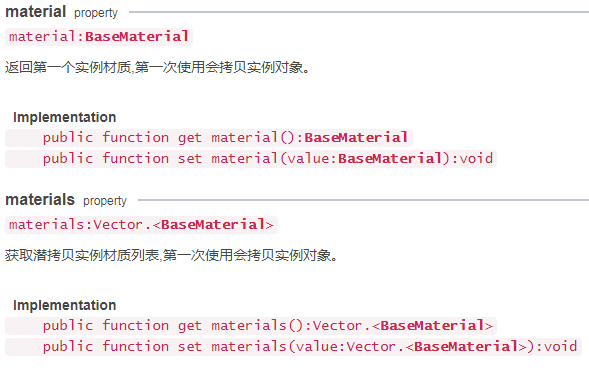 material property
material:BaseMaterial
返回第一个实例材质,第一次使用会拷贝实例对象。
Implementation
public function get material():BaseMaterial
public function set material(value:BaseMaterial):void
materials property
materials:Vector.<BaseMaterial>
获取潜拷贝实例材质列表,第一次使用会拷贝实例对象。
Implementation
public function get materials():Vector.<BaseMaterial>
public function set materials(value:Vector.<BaseMaterial>):void